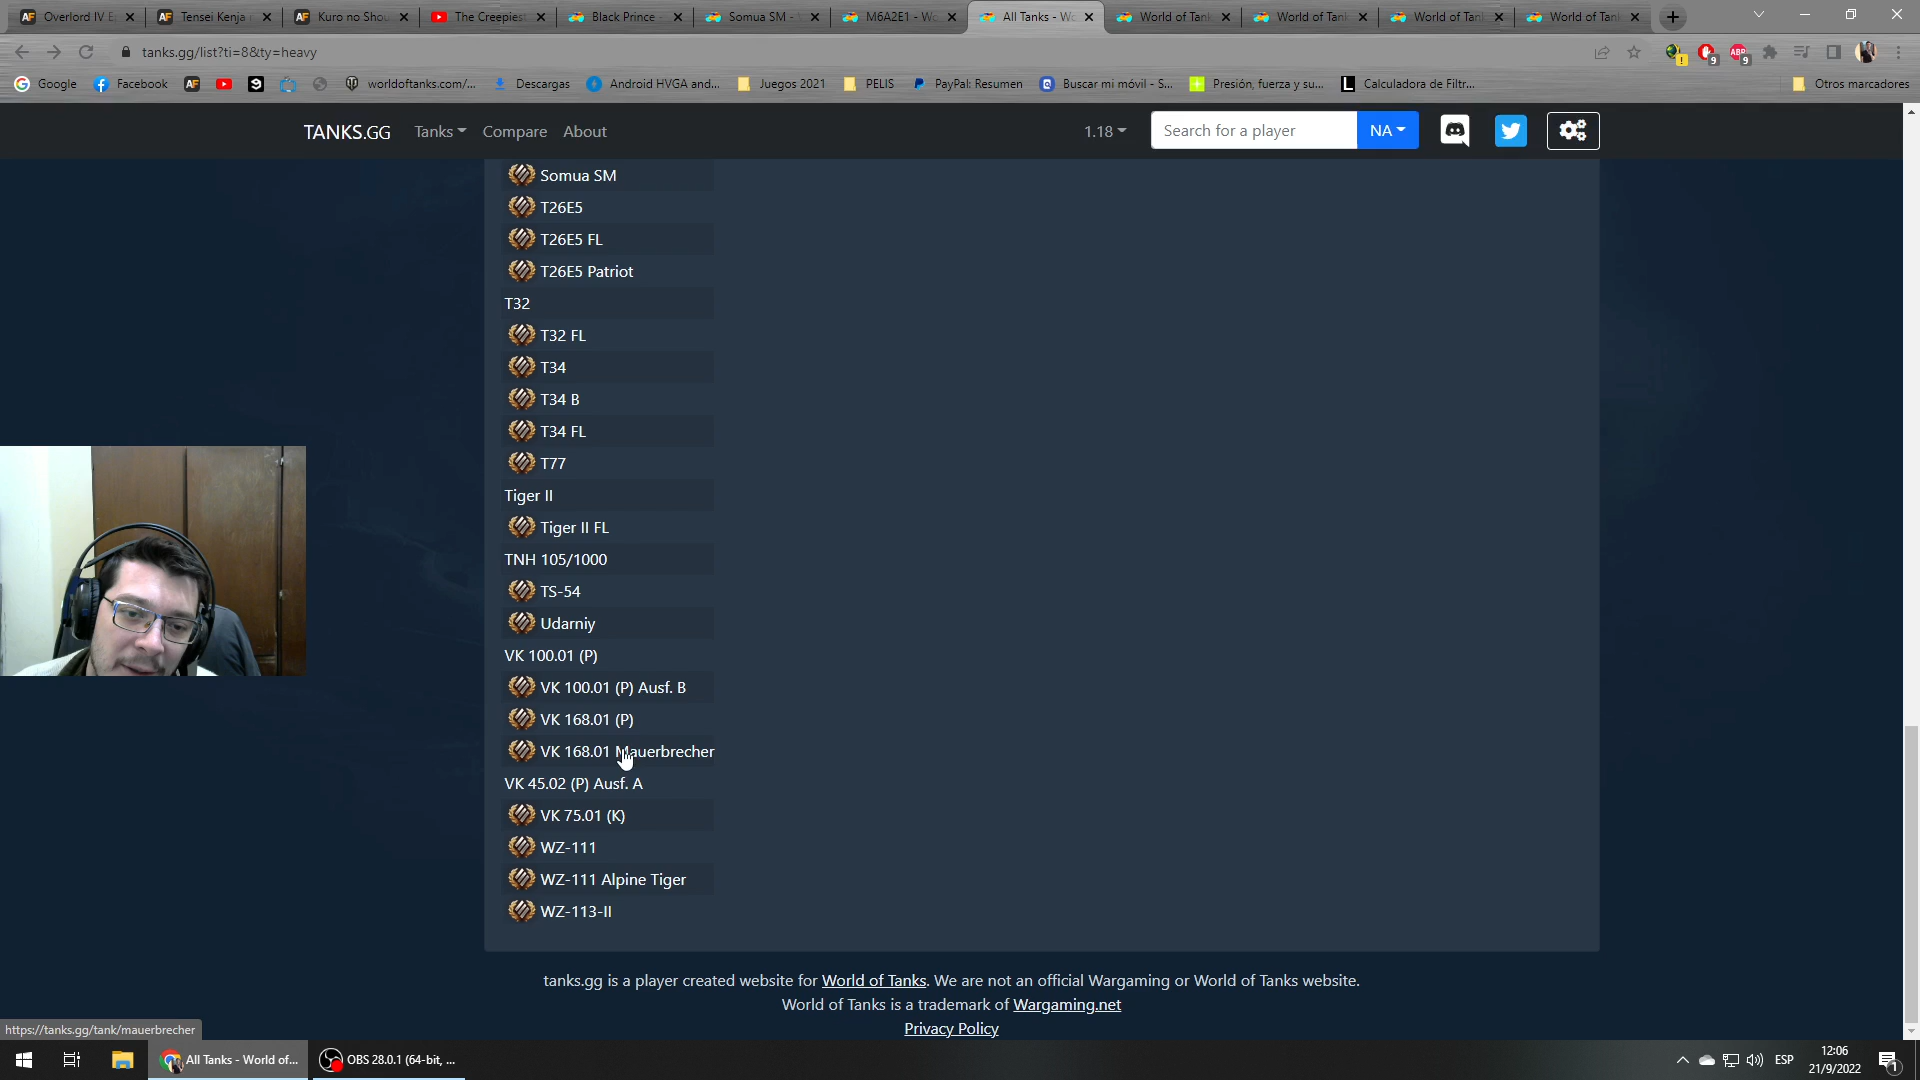 Overlord IV E
Tensei Kenja
Kuro no Shou
The Creepies
Black Prince
Somua SM -
M6A2E1 - Wo
All Tanks - Wo
World of Tank
World of Tank
World of Tank
World of Tank
tanks.gg/list?ti=8&ty=heavy
Google
Facebook
worldoftanks.com/...
Descargas
Android HVGA and...
Juegos 2021
PELIS
PayPal: Resumen
Buscar mi móvil - S...
Presión, fuerza y su...
Calculadora de Filtr...
Otros marcadores
TANKS.GG
Tanks
Compare
About
1.18
Search for a player
NA
Somua SM
T26E5
T26E5 FL
T26E5 Patriot
T32
T32 FL
T34
T34 B
T34 FL
T77
Tiger II
Tiger II FL
TNH 105/1000
TS-54
Udarniy
VK 100.01 (P)
VK 100.01 (P) Ausf. B
VK 168.01 (P)
VK 168.01 Mauerbrecher
VK 45.02 (P) Ausf. A
VK 75.01 (K)
WZ-111
WZ-111 Alpine Tiger
WZ-113-II
tanks.gg is a player created website for World of Tanks. We are not an official Wargaming or World of Tanks website.
World of Tanks is a trademark of Wargaming.net
Privacy Policy
https://tanks.gg/tank/mauerbrecher
All Tanks - World of...
OBS 28.0.1 (64-bit, ...
ESP
12:06
21/9/2022
1